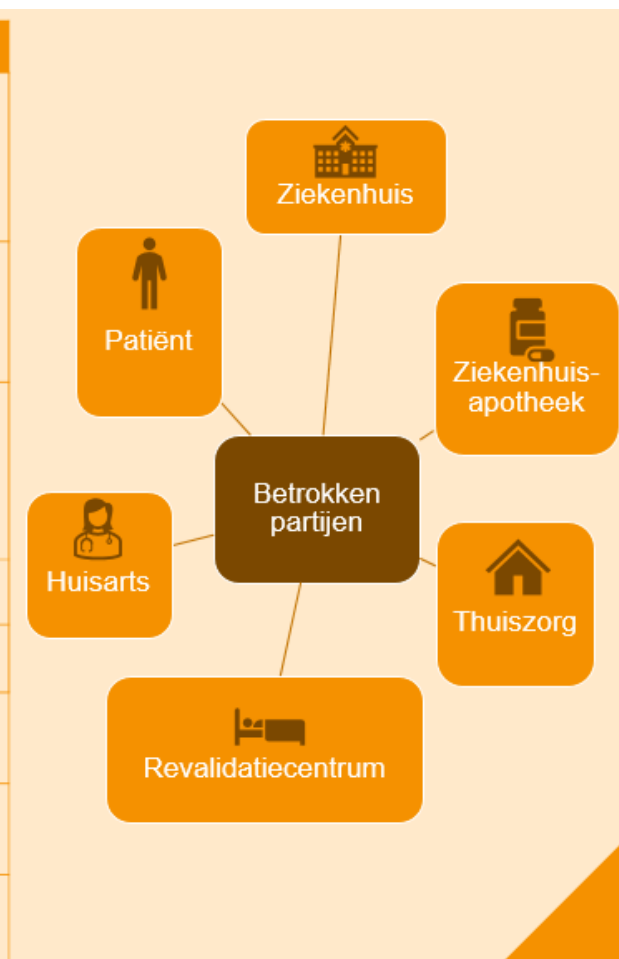 Ziekenhuis
Patiënt
Ziekenhuis-
apotheek
Betrokken
partijen
Huisarts
Thuiszorg
Revalidatiecentrum